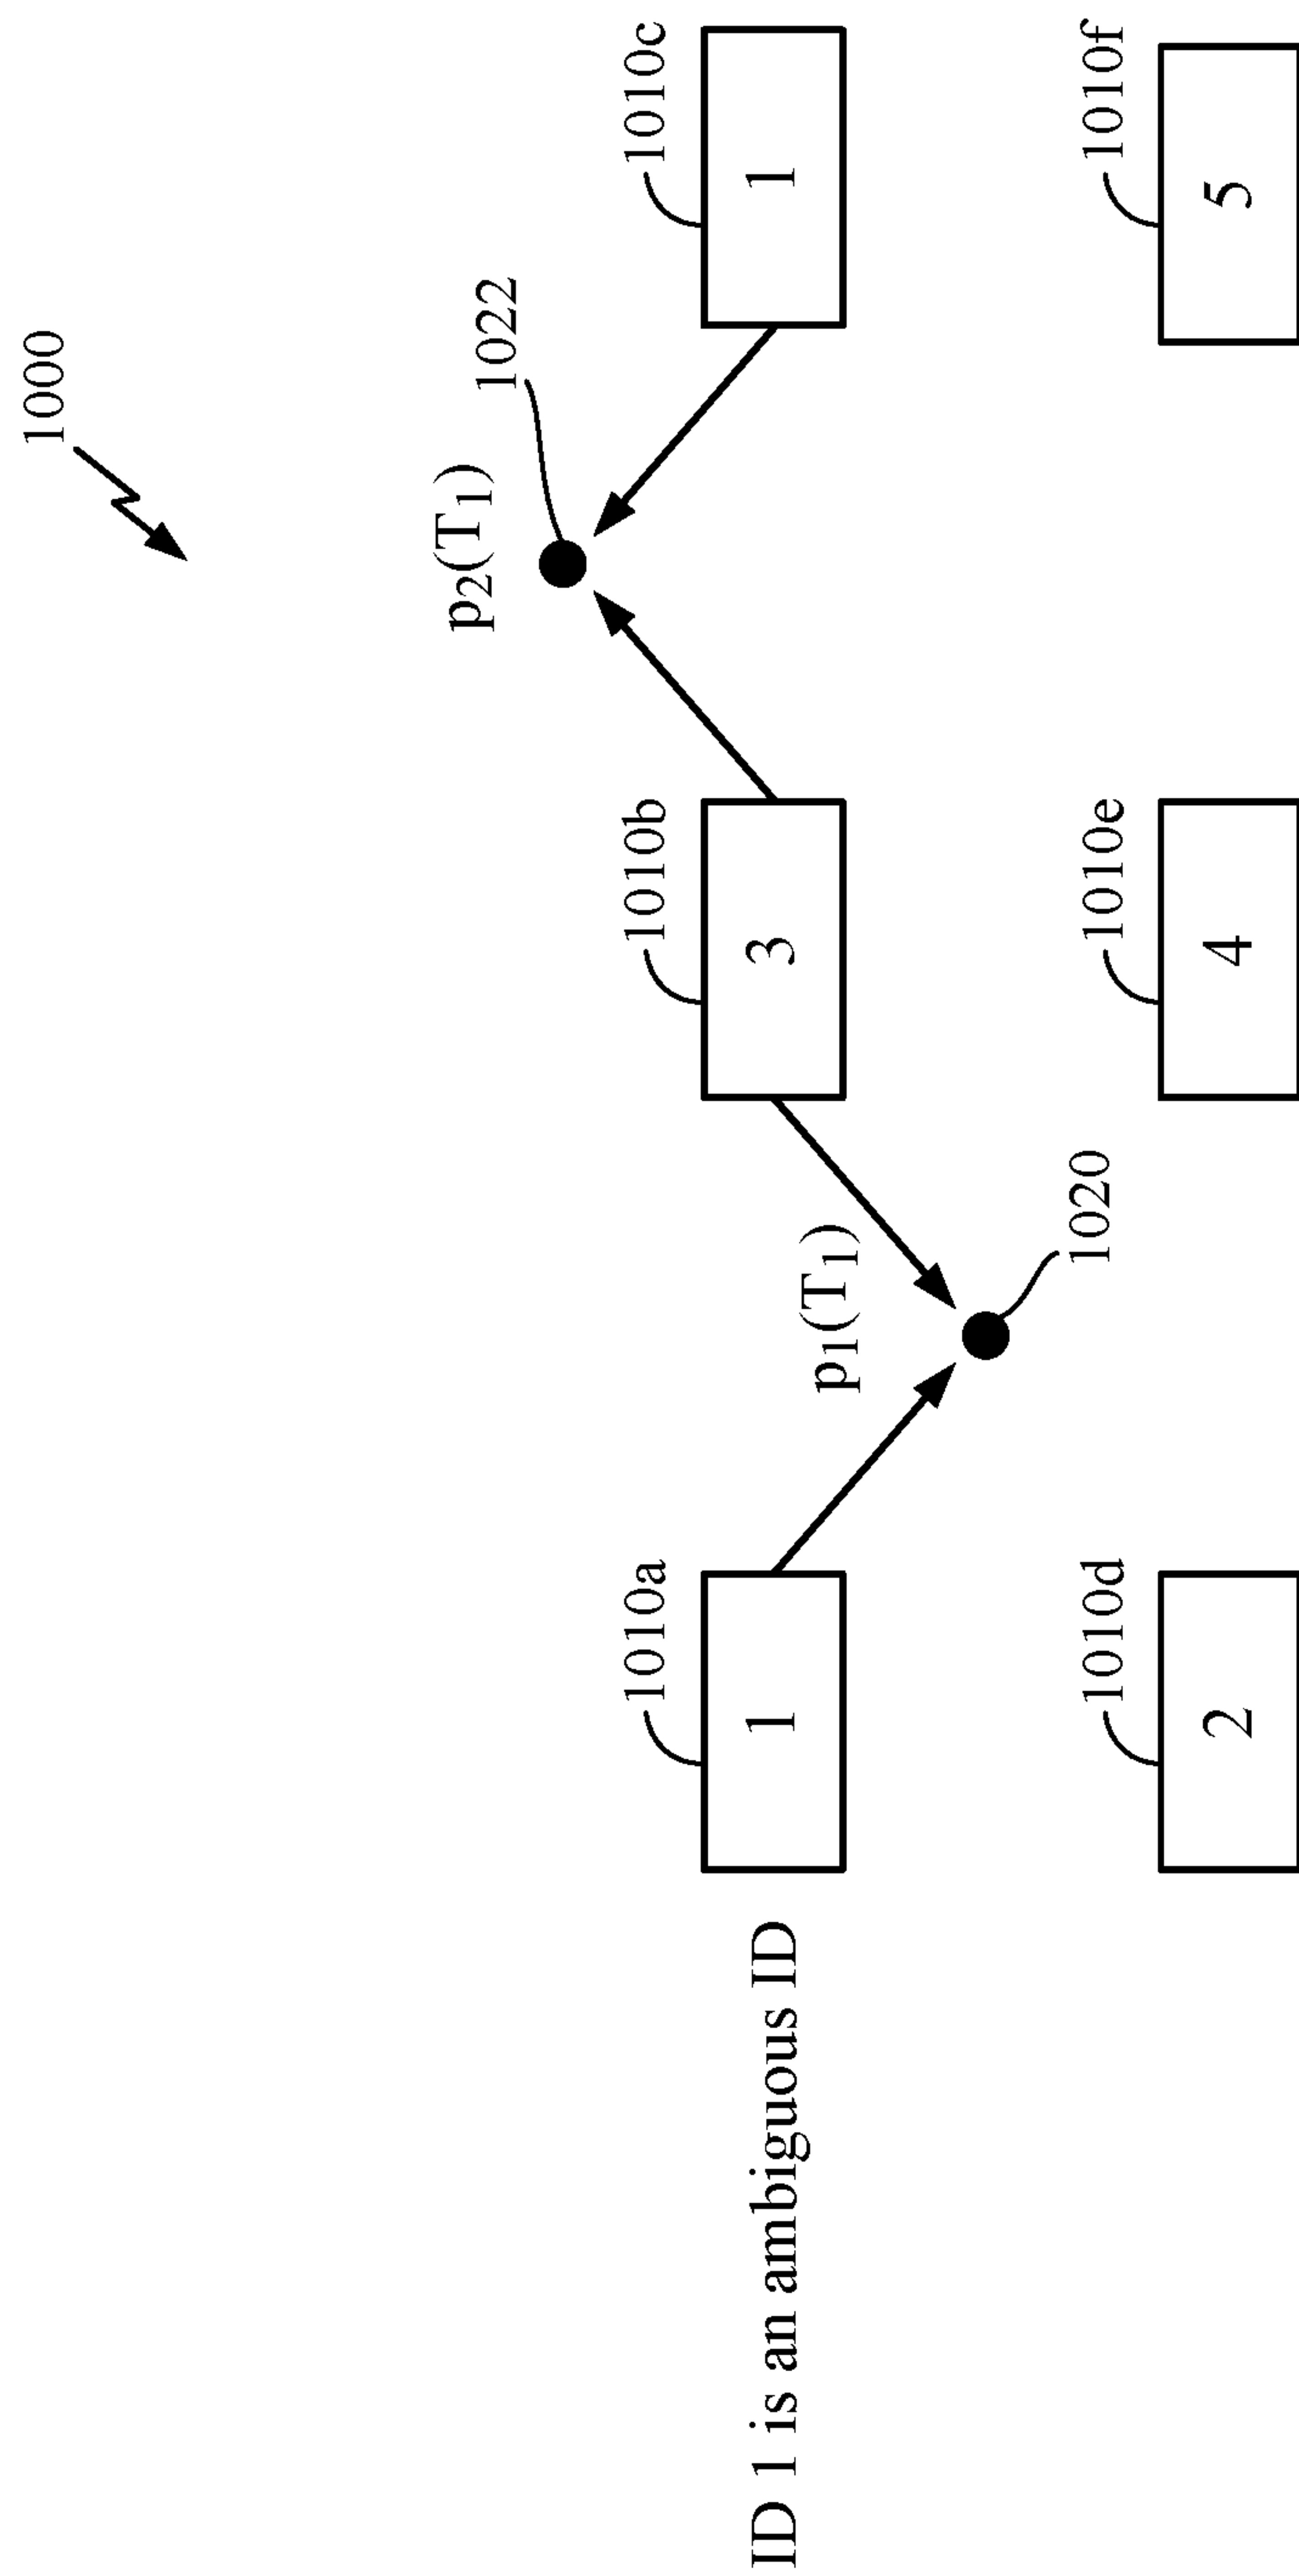 1000
1022
p2(T1)
1010a
1010b
1010c
ID 1 is an ambiguous ID
1
3
1
p1(T1)
1020
1010d
1010e
1010f
2
4
5